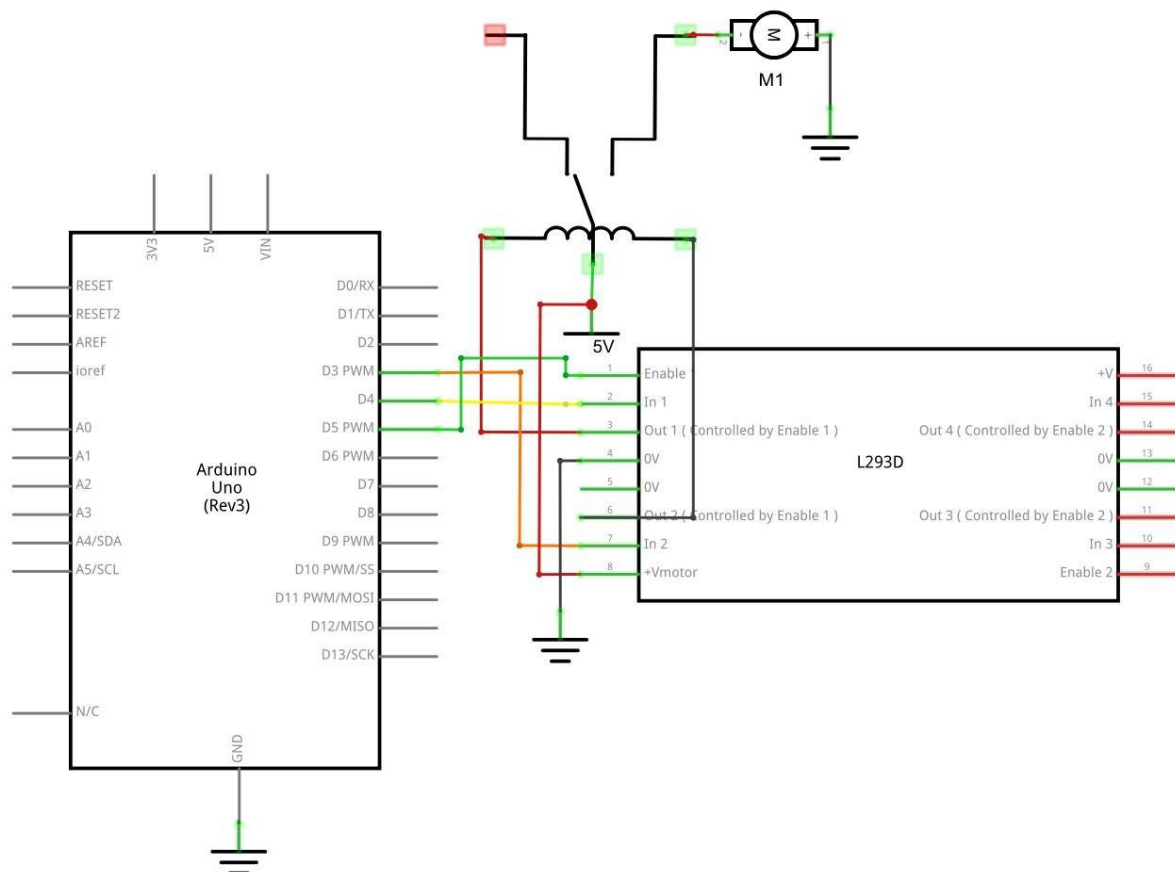 M
-
+
2
1
M1
3V3
5V
VIN
RESET
RESET2
AREF
ioref
A0
A1
A2
A3
A4/SDA
A5/SCL
N/C
D0/RX
D1/TX
D2
D3 PWM
D4
D5 PWM
D6 PWM
D7
D8
D9 PWM
D10 PWM/SS
D11 PWM/MOSI
D12/MISO
D13/SCK
Arduino
Uno
(Rev3)
GND
5V
1 Enable 1
2 In 1
3 Out 1 ( Controlled by Enable 1 )
4 0V
5 0V
6 Out 2 ( Controlled by Enable 1 )
7 In 2
8 +Vmotor
L293D
+V 16
In 4 15
Out 4 ( Controlled by Enable 2 ) 14
0V 13
0V 12
Out 3 ( Controlled by Enable 2 ) 11
In 3 10
Enable 2 9